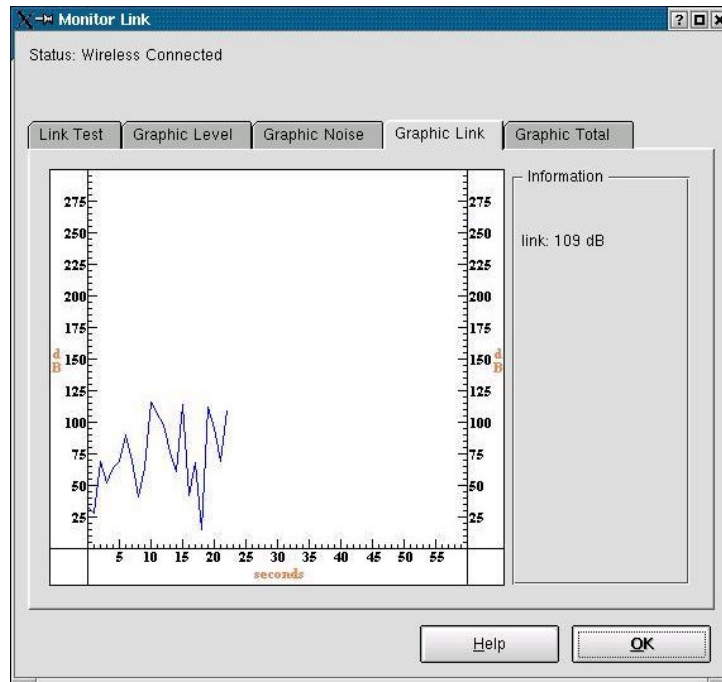 Monitor Link
Status: Wireless Connected
Link Test Graphic Level Graphic Noise Graphic Link Graphic Total
Information
link: 109 dB
275 275
250 250
225 225
200 200
175 175
dB 150 150 dB
125 125
100 100
75 75
50 50
25 25
5 10 15 20 25 30 35 40 45 50 55
seconds
Help OK